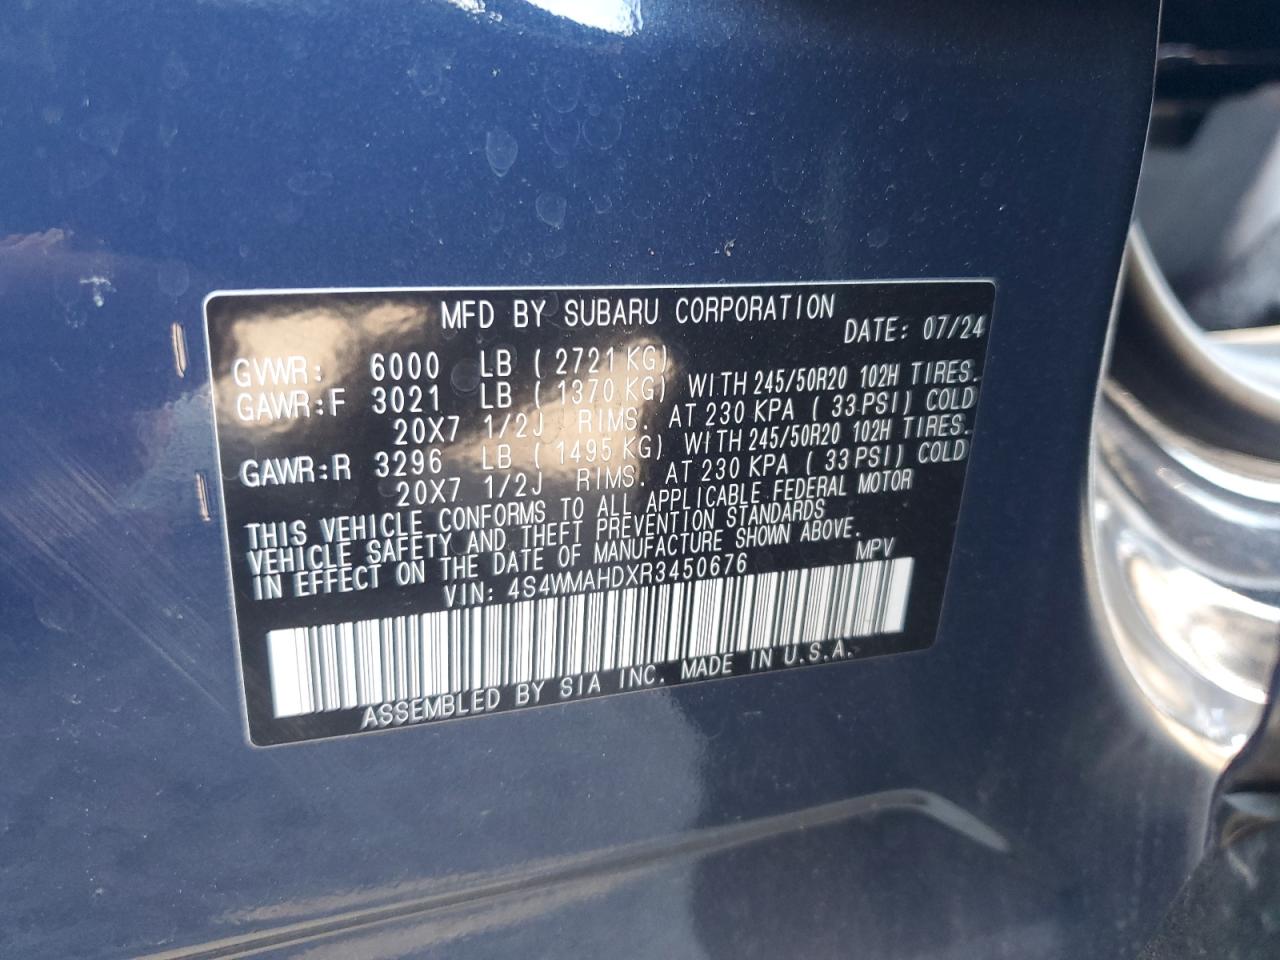 MFD BY SUBARU CORPORATION
DATE: 07/24
GVWR: 6000 LB ( 2721 KG)
GAWR:F 3021 LB ( 1370 KG) WITH 245/50R20 102H TIRES.
20X7 1/2J RIMS. AT 230 KPA ( 33 PSI) COLD
GAWR:R 3296 LB ( 1495 KG) WITH 245/50R20 102H TIRES.
20X7 1/2J RIMS. AT 230 KPA ( 33 PSI) COLD
THIS VEHICLE CONFORMS TO ALL APPLICABLE FEDERAL MOTOR
VEHICLE SAFETY AND THEFT PREVENTION STANDARDS
IN EFFECT ON THE DATE OF MANUFACTURE SHOWN ABOVE.
VIN: 4S4WMAHDXR3450676 MPV
ASSEMBLED BY SIA INC. MADE IN U.S.A.